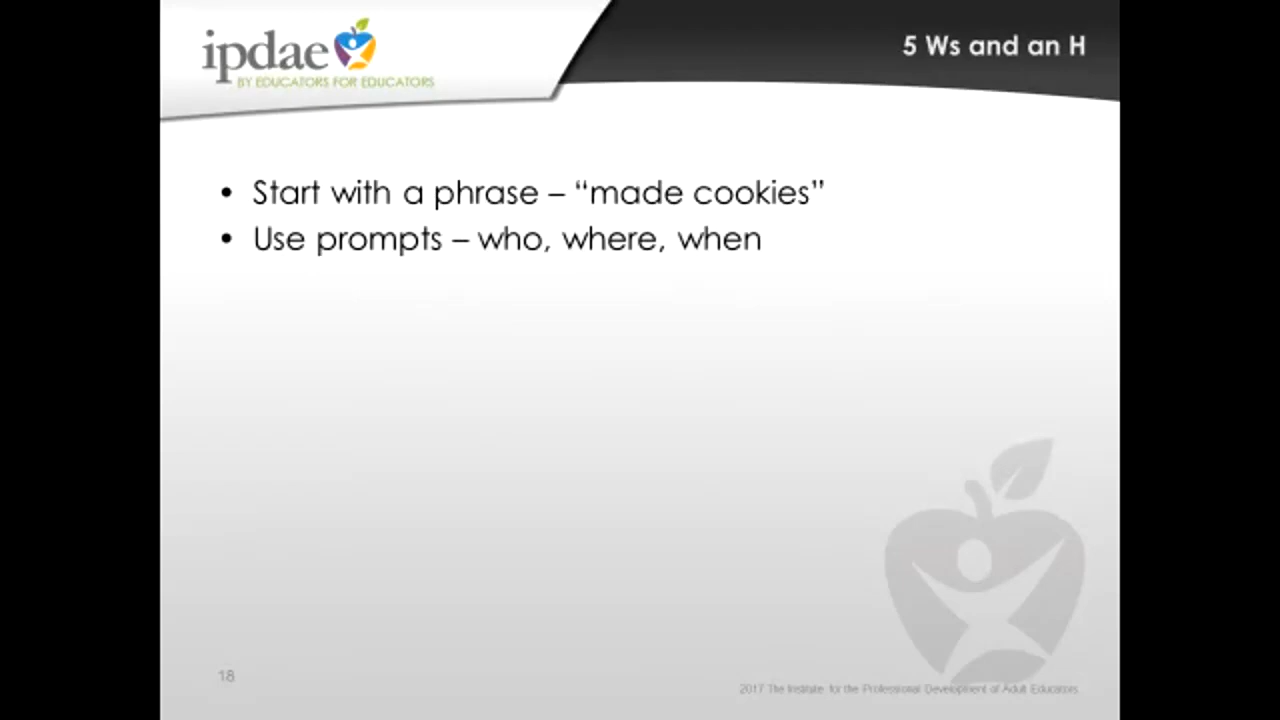 ipdae
BY EDUCATORS FOR EDUCATORS
5 Ws and an H
• Start with a phrase – “made cookies”
• Use prompts – who, where, when
18
2017 The Institute for the Professional Development of Adult Educators